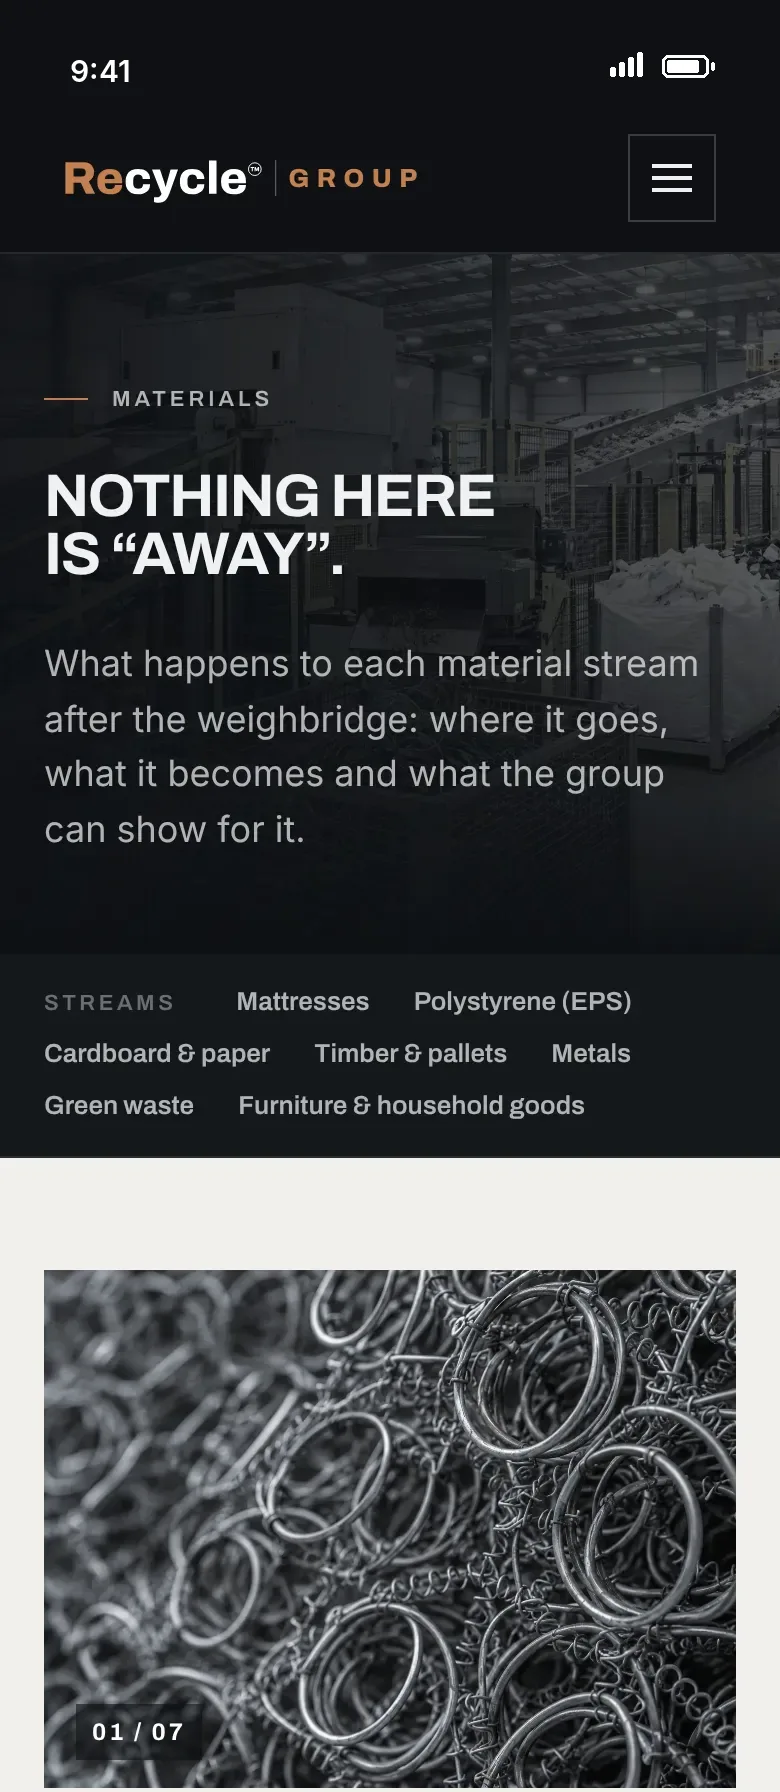 9:41
Recycle™ GROUP
MATERIALS
NOTHING HERE
IS “AWAY”.
What happens to each material stream
after the weighbridge: where it goes,
what it becomes and what the group
can show for it.
STREAMS Mattresses Polystyrene (EPS)
Cardboard & paper Timber & pallets Metals
Green waste Furniture & household goods
01 / 07